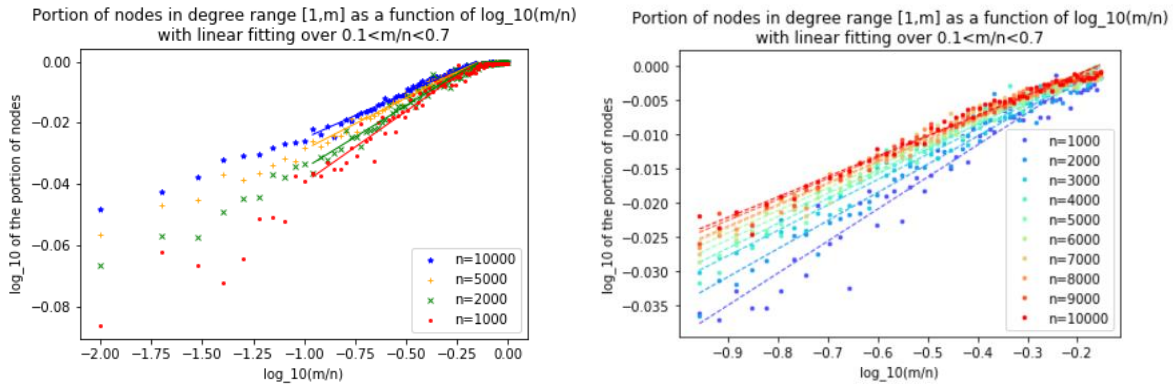 Portion of nodes in degree range [1,m] as a function of log_10(m/n)
with linear fitting over 0.1<m/n<0.7
0.00
−0.02
−0.04
−0.06
−0.08
log_10 of the portion of nodes
n=10000
n=5000
n=2000
n=1000
−2.00
−1.75
−1.50
−1.25
−1.00
−0.75
−0.50
−0.25
0.00
log_10(m/n)
Portion of nodes in degree range [1,m] as a function of log_10(m/n)
with linear fitting over 0.1<m/n<0.7
0.000
−0.005
−0.010
−0.015
−0.020
−0.025
−0.030
−0.035
log_10 of the portion of nodes
n=1000
n=2000
n=3000
n=4000
n=5000
n=6000
n=7000
n=8000
n=9000
n=10000
−0.9
−0.8
−0.7
−0.6
−0.5
−0.4
−0.3
−0.2
log_10(m/n)